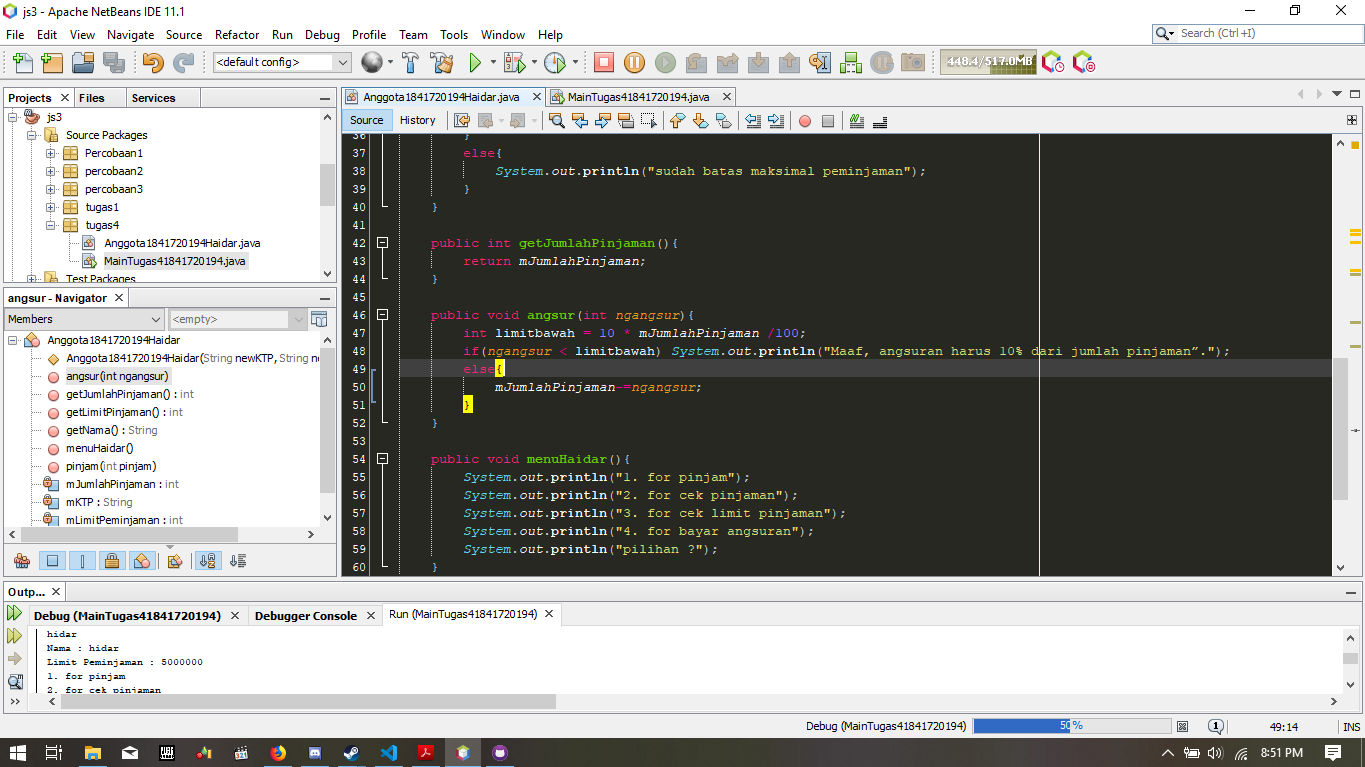 js3 - Apache NetBeans IDE 11.1
File Edit View Navigate Source Refactor Run Debug Profile Team Tools Window Help
Search (Ctrl+I)
<default config>
448.4/517.0MB
Projects Files Services
js3
Source Packages
Percobaan1
percobaan2
percobaan3
tugas1
tugas4
Anggota1841720194Haidar.java
MainTugas41841720194.java
Test Packages
angsur - Navigator
Members <empty>
Anggota1841720194Haidar
Anggota1841720194Haidar(String newKTP, String ne
angsur(int ngangsur)
getJumlahPinjaman() : int
getLimitPinjaman() : int
getNama() : String
menuHaidar()
pinjam(int pinjam)
mJumlahPinjaman : int
mKTP : String
mLimitPeminjaman : int
Anggota1841720194Haidar.java MainTugas41841720194.java
Source History
36 }
37 else{
38 System.out.println("sudah batas maksimal peminjaman");
39 }
40 }
41
42 public int getJumlahPinjaman(){
43 return mJumlahPinjaman;
44 }
45
46 public void angsur(int ngangsur){
47 int limitbawah = 10 * mJumlahPinjaman /100;
48 if(ngangsur < limitbawah) System.out.println("Maaf, angsuran harus 10% dari jumlah pinjaman”.");
49 else{
50 mJumlahPinjaman-=ngangsur;
51 }
52 }
53
54 public void menuHaidar(){
55 System.out.println("1. for pinjam");
56 System.out.println("2. for cek pinjaman");
57 System.out.println("3. for cek limit pinjaman");
58 System.out.println("4. for bayar angsuran");
59 System.out.println("pilihan ?");
60 }
Outp...
Debug (MainTugas41841720194) Debugger Console Run (MainTugas41841720194)
hidar
Nama : hidar
Limit Peminjaman : 5000000
1. for pinjam
2. for cek pinjaman
Debug (MainTugas41841720194) 50% 1 49:14 INS
8:51 PM